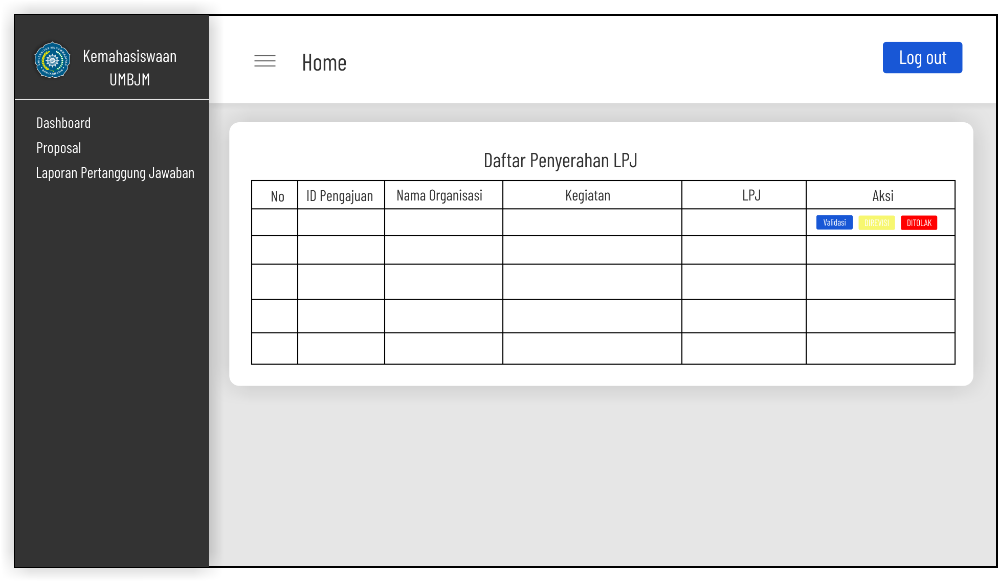 Kemahasiswaan
UMBJM
Home
Log out
Dashboard
Proposal
Laporan Pertanggung Jawaban
Daftar Penyerahan LPJ
No ID Pengajuan Nama Organisasi Kegiatan LPJ Aksi
Validasi DITOLAK